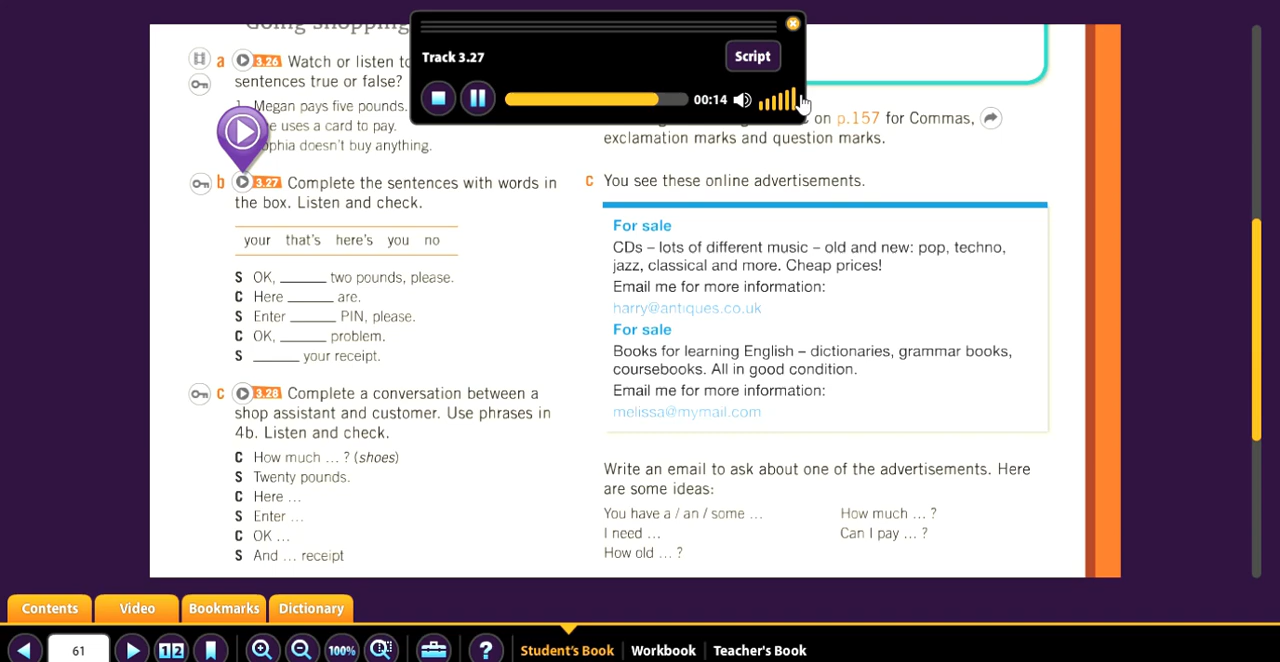 Going shopping
Track 3.27
Script
00:14
a 3.26 Watch or listen to
sentences true or false?
1 Megan pays five pounds.
e uses a card to pay.
ophia doesn't buy anything.
b 3.27 Complete the sentences with words in
the box. Listen and check.
your that's here's you no
S OK, ______ two pounds, please.
C Here ______ are.
S Enter ______ PIN, please.
C OK, ______ problem.
S ______ your receipt.
c 3.28 Complete a conversation between a
shop assistant and customer. Use phrases in
4b. Listen and check.
C How much … ? (shoes)
S Twenty pounds.
C Here …
S Enter …
C OK …
S And … receipt
on p.157 for Commas,
exclamation marks and question marks.
c You see these online advertisements.
For sale
CDs – lots of different music – old and new: pop, techno,
jazz, classical and more. Cheap prices!
Email me for more information:
harry@antiques.co.uk
For sale
Books for learning English – dictionaries, grammar books,
coursebooks. All in good condition.
Email me for more information:
melissa@mymail.com
Write an email to ask about one of the advertisements. Here
are some ideas:
You have a / an / some … How much … ?
I need … Can I pay … ?
How old … ?
Contents Video Bookmarks Dictionary
61 12 100% ? Student's Book Workbook Teacher's Book